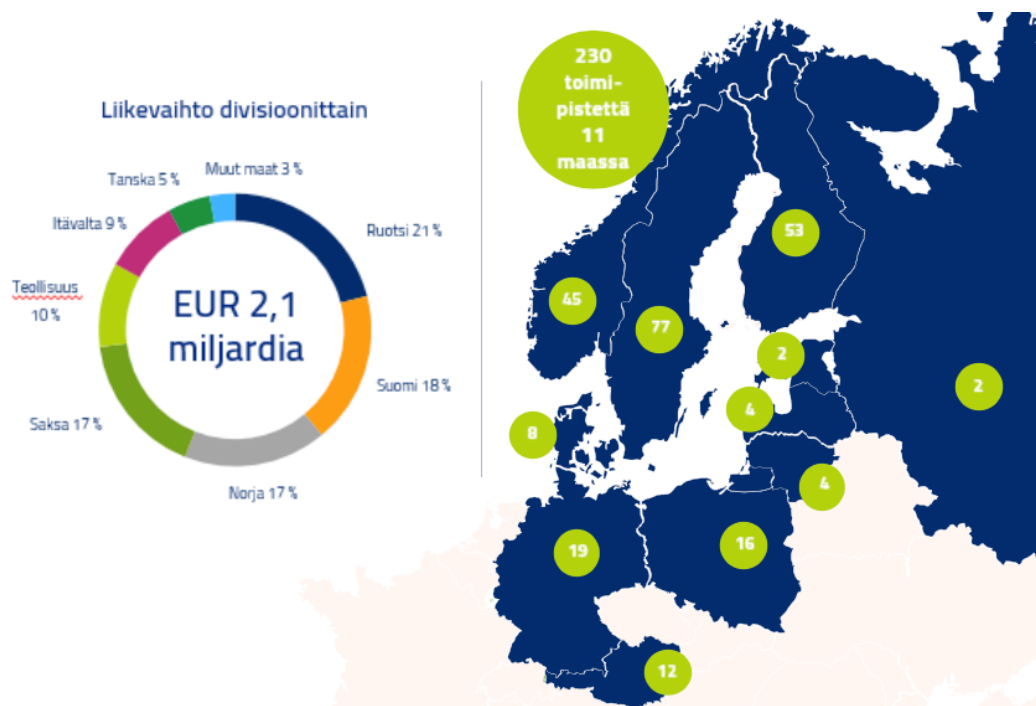 Liikevaihto divisioonittain
Muut maat 3 %
Tanska 5 %
Itävalta 9 %
Ruotsi 21 %
Teollisuus
10 %
EUR 2,1
miljardia
Suomi 18 %
Saksa 17 %
Norja 17 %
230
toimi-
pistettä
11
maassa
53
45
77
2
2
4
8
4
16
19
12